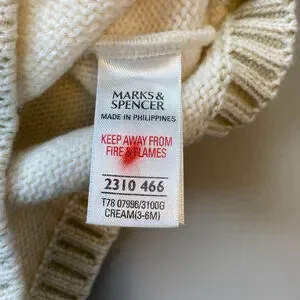 MARKS &
SPENCER
MADE IN PHILIPPINES
KEEP AWAY FROM
FIRE & FLAMES
2310 466
T78 07996/3100G
CREAM(3-6M)